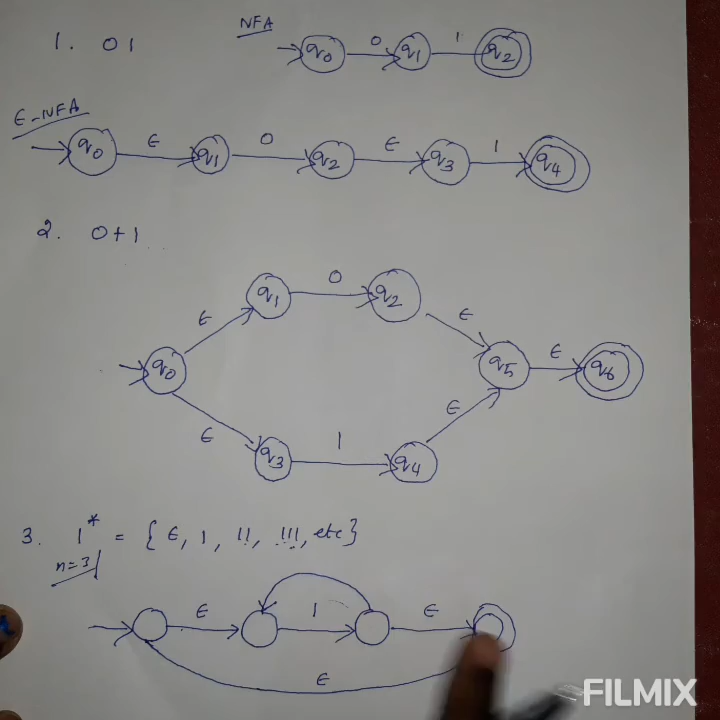 1. 01
NFA
q0 0 q1 1 q2
ε-NFA
q0 ε q1 0 q2 ε q3 1 q4
2. 0+1
q1 0 q2
ε ε
q0 q5 ε q6
ε ε
q3 1 q4
3. 1* = {ε, 1, 11, 111, etc}
n=3
ε 1 ε
ε
FILMIX